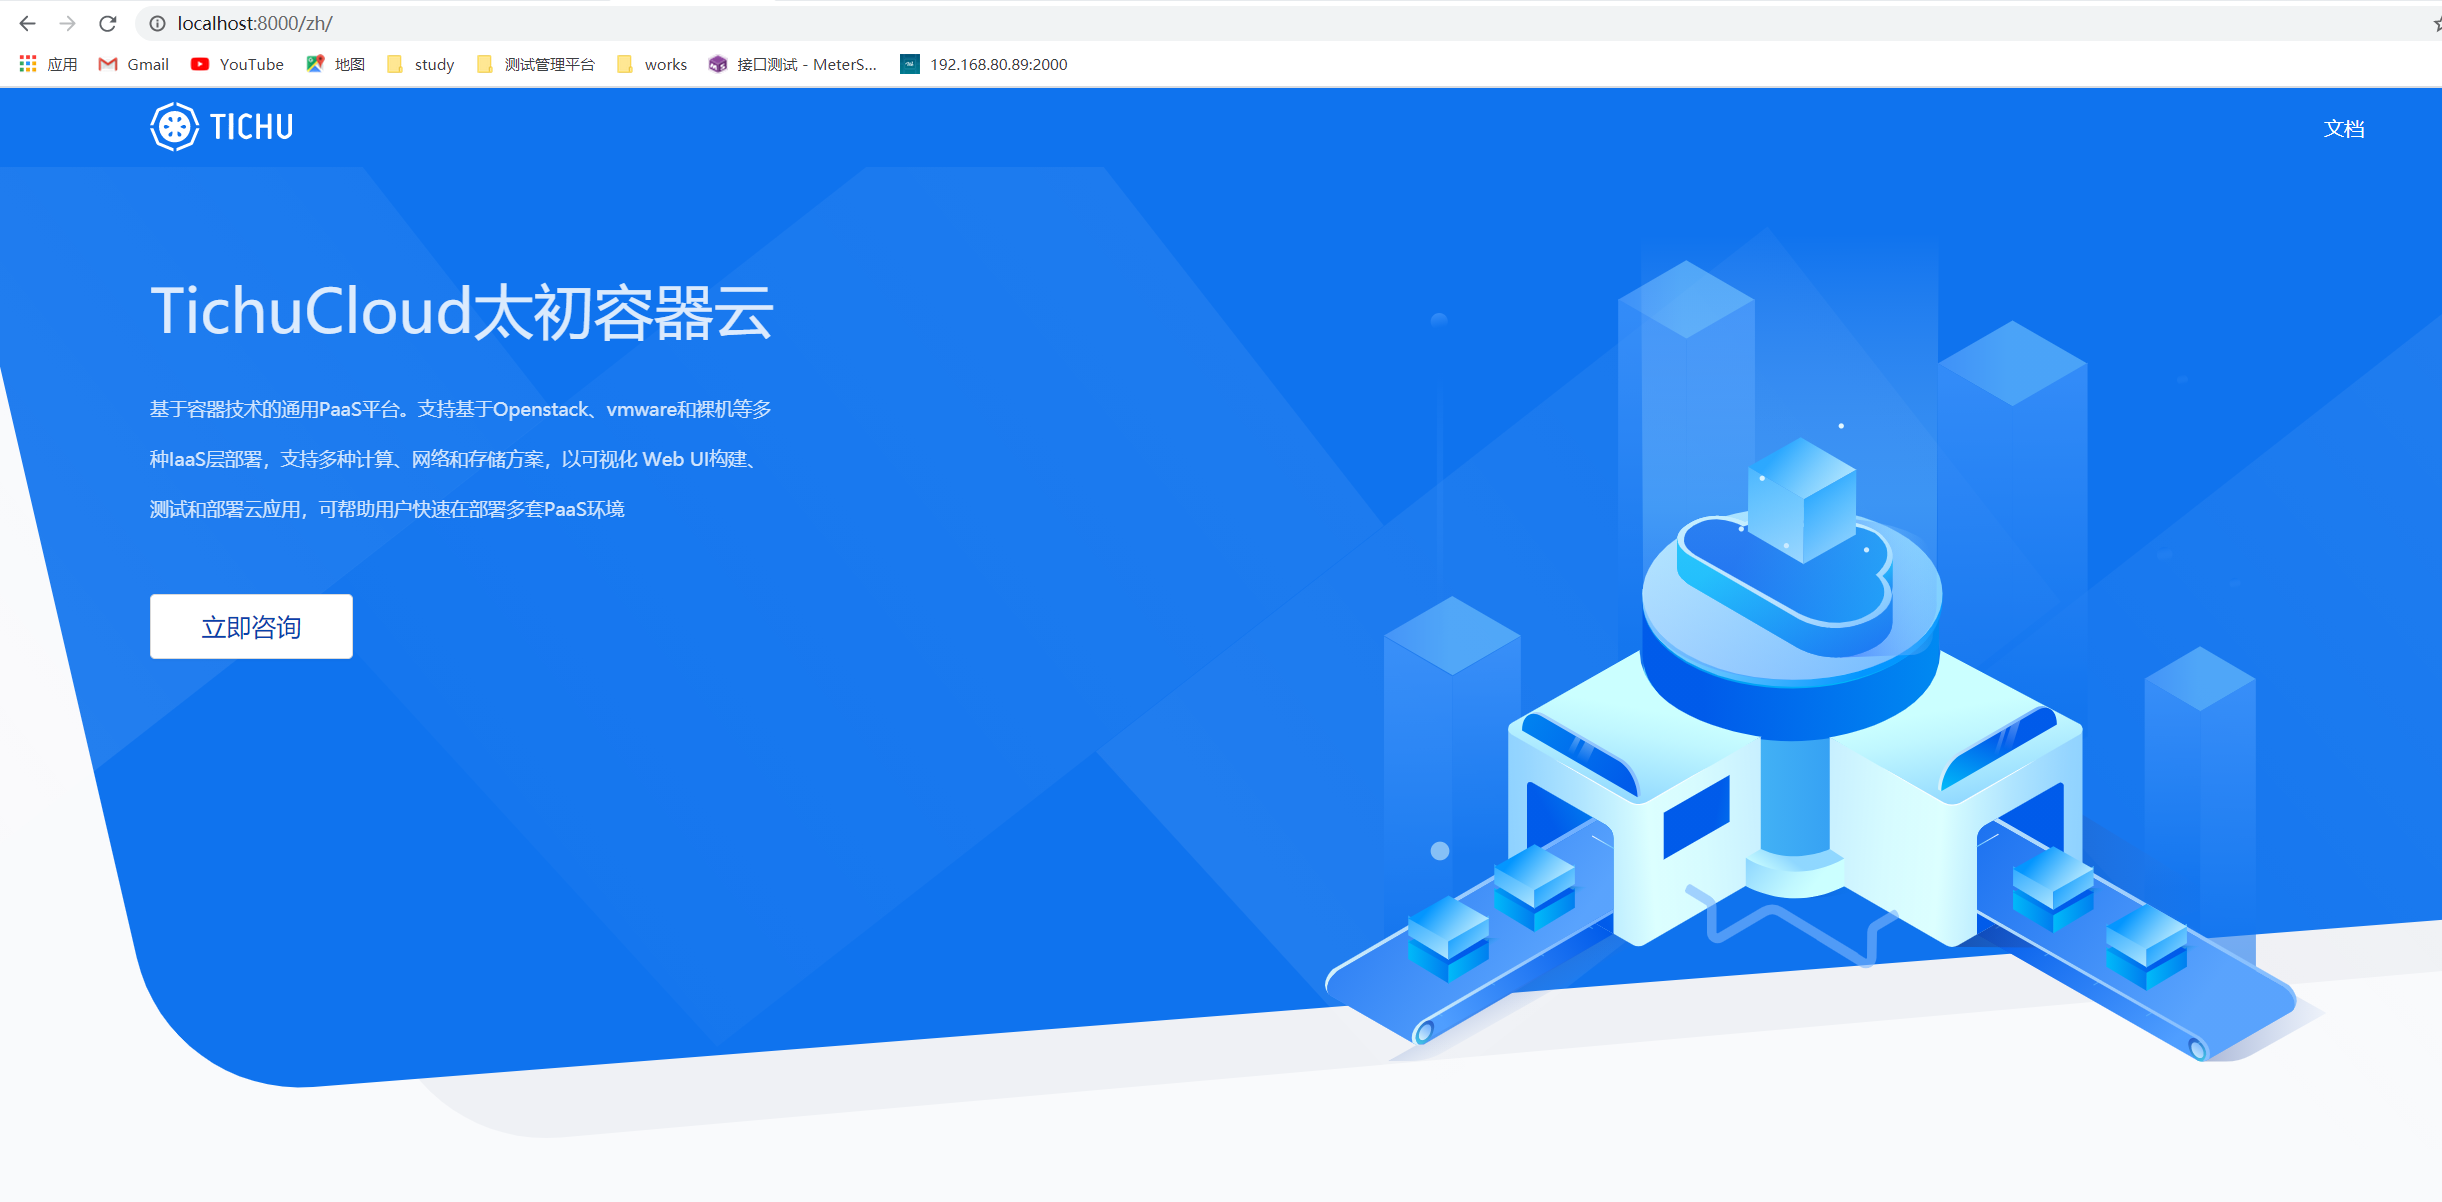 localhost:8000/zh/
应用 Gmail YouTube 地图 study 测试管理平台 works 接口测试 - MeterS... 192.168.80.89:2000
TICHU 文档
TichuCloud太初容器云
基于容器技术的通用PaaS平台。支持基于Openstack、vmware和裸机等多
种IaaS层部署，支持多种计算、网络和存储方案，以可视化 Web UI构建、
测试和部署云应用，可帮助用户快速在部署多套PaaS环境
立即咨询